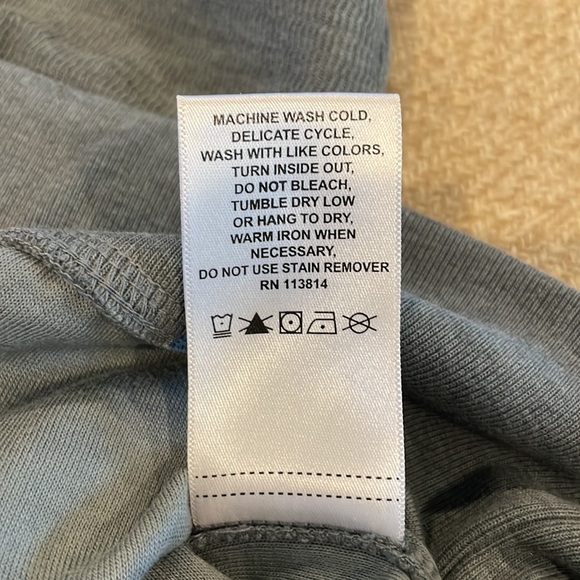 MACHINE WASH COLD,
DELICATE CYCLE,
WASH WITH LIKE COLORS,
TURN INSIDE OUT,
DO NOT BLEACH,
TUMBLE DRY LOW
OR HANG TO DRY,
WARM IRON WHEN
NECESSARY,
DO NOT USE STAIN REMOVER
RN 113814